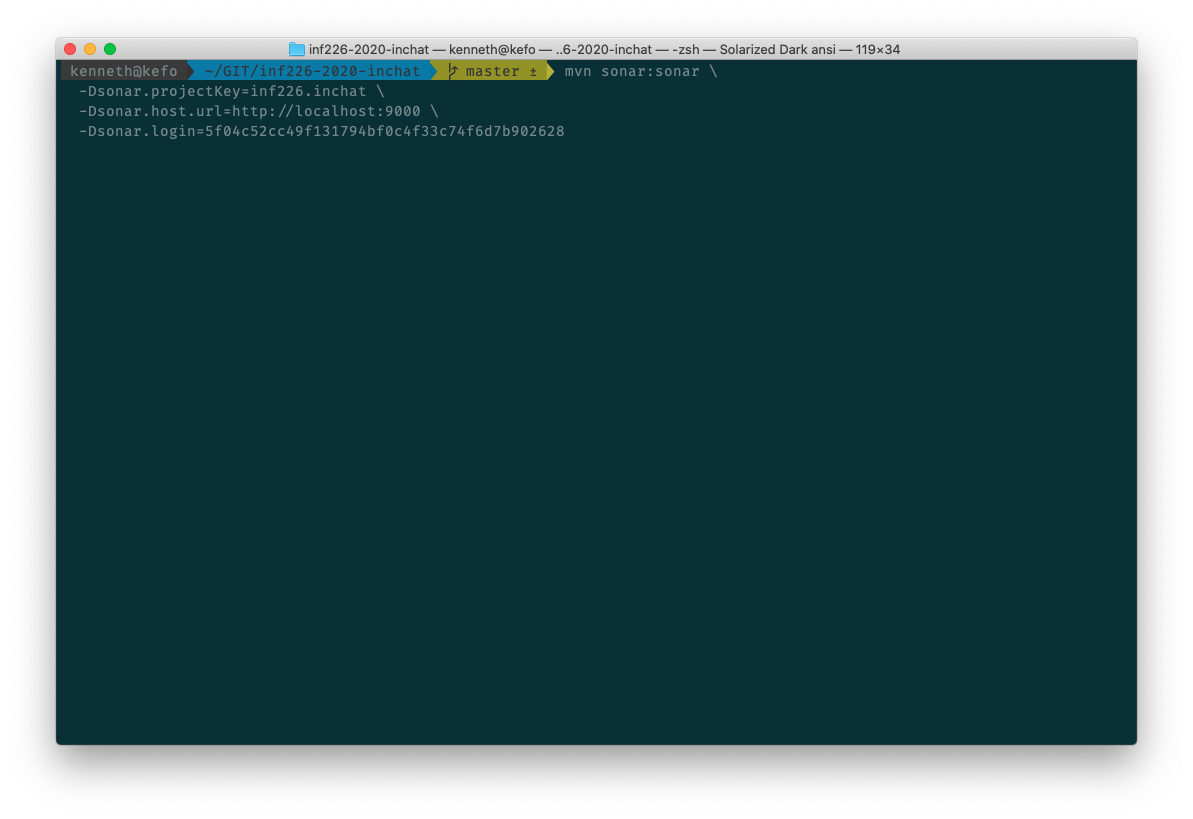 inf226-2020-inchat — kenneth@kefo — ..6-2020-inchat — -zsh — Solarized Dark ansi — 119×34
kenneth@kefo ~/GIT/inf226-2020-inchat master ± mvn sonar:sonar \
-Dsonar.projectKey=inf226.inchat \
-Dsonar.host.url=http://localhost:9000 \
-Dsonar.login=5f04c52cc49f131794bf0c4f33c74f6d7b902628